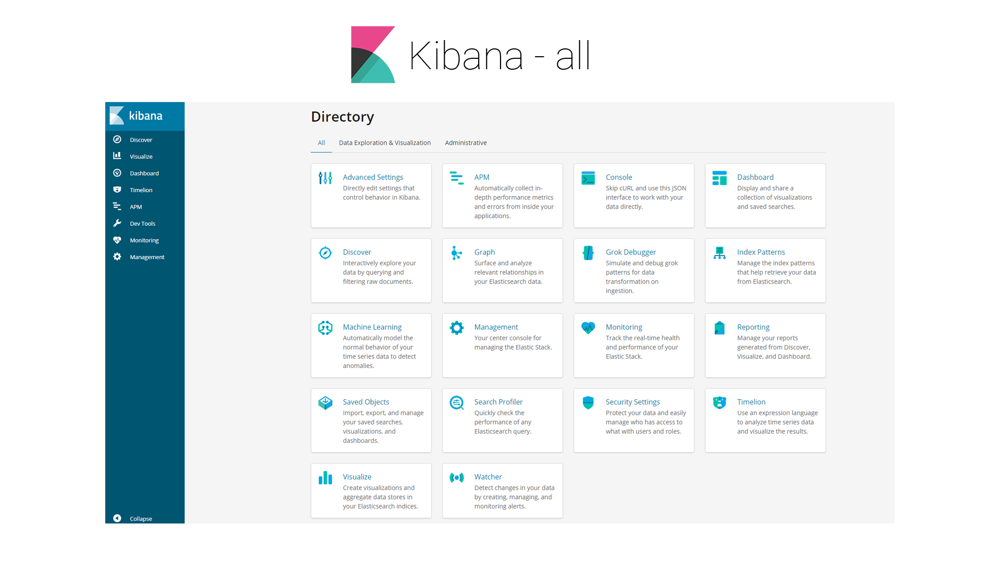 Kibana - all
kibana
Discover
Visualize
Dashboard
Timelion
APM
Dev Tools
Monitoring
Management
Collapse
Directory
All
Data Exploration & Visualization
Administrative
Advanced Settings
Directly edit settings that
control behavior in Kibana.
APM
Automatically collect in-
depth performance metrics
and errors from inside your
applications.
Console
Skip cURL and use this JSON
interface to work with your
data directly.
Dashboard
Display and share a
collection of visualizations
and saved searches.
Discover
Interactively explore your
data by querying and
filtering raw documents.
Graph
Surface and analyze
relevant relationships in
your Elasticsearch data.
Grok Debugger
Simulate and debug grok
patterns for data
transformation on
ingestion.
Index Patterns
Manage the index patterns
that help retrieve your data
from Elasticsearch.
Machine Learning
Automatically model the
normal behavior of your
time series data to detect
anomalies.
Management
Your center console for
managing the Elastic Stack.
Monitoring
Track the real-time health
and performance of your
Elastic Stack.
Reporting
Manage your reports
generated from Discover,
Visualize, and Dashboard.
Saved Objects
Import, export, and manage
your saved searches,
visualizations, and
dashboards.
Search Profiler
Quickly check the
performance of any
Elasticsearch query.
Security Settings
Protect your data and easily
manage who has access to
what with users and roles.
Timelion
Use an expression language
to analyze time series data
and visualize the results.
Visualize
Create visualizations and
aggregate data stores in
your Elasticsearch indices.
Watcher
Detect changes in your data
by creating, managing, and
monitoring alerts.